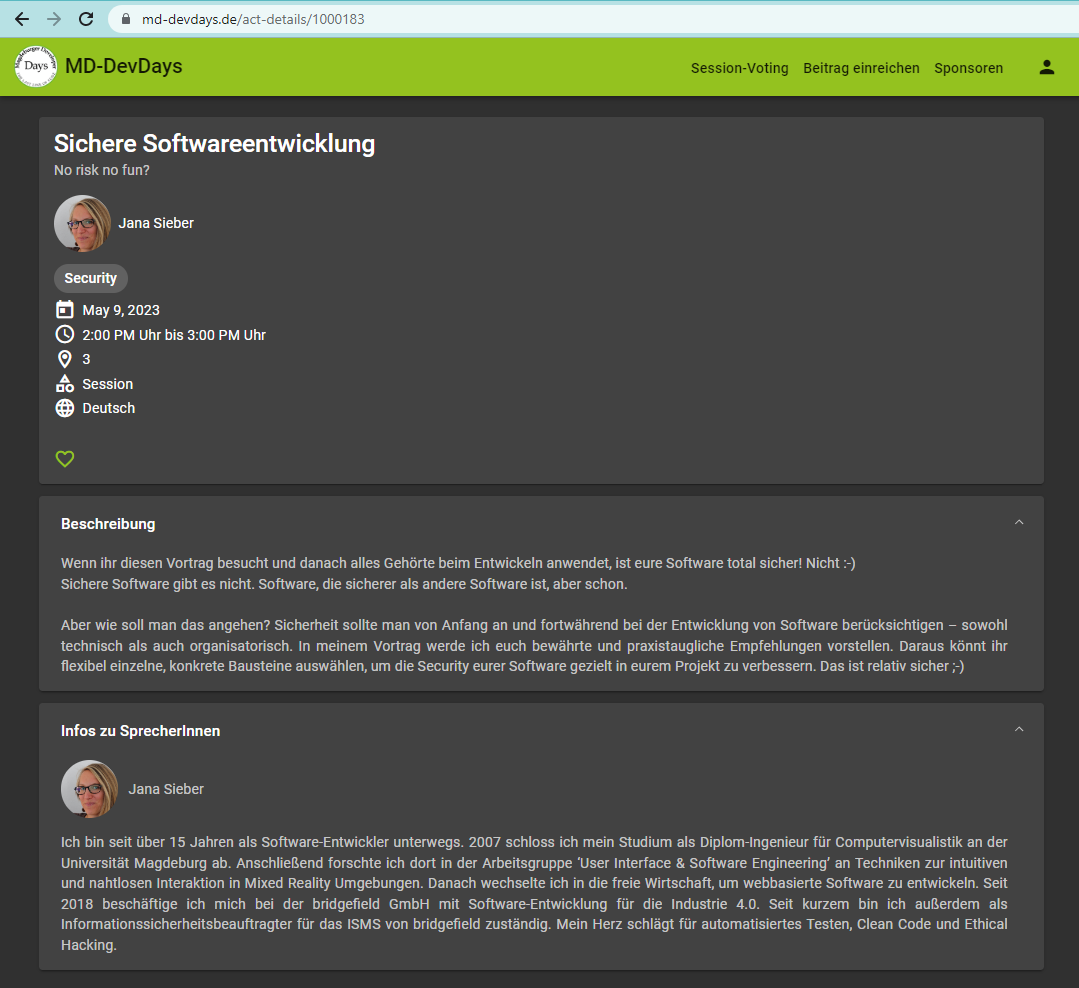 md-devdays.de/act-details/1000183
Days
MD-DevDays
Session-Voting Beitrag einreichen Sponsoren
Sichere Softwareentwicklung
No risk no fun?
Jana Sieber
Security
May 9, 2023
2:00 PM Uhr bis 3:00 PM Uhr
3
Session
Deutsch
Beschreibung
Wenn ihr diesen Vortrag besucht und danach alles Gehörte beim Entwickeln anwendet, ist eure Software total sicher! Nicht :-)
Sichere Software gibt es nicht. Software, die sicherer als andere Software ist, aber schon.
Aber wie soll man das angehen? Sicherheit sollte man von Anfang an und fortwährend bei der Entwicklung von Software berücksichtigen – sowohl
technisch als auch organisatorisch. In meinem Vortrag werde ich euch bewährte und praxistaugliche Empfehlungen vorstellen. Daraus könnt ihr
flexibel einzelne, konkrete Bausteine auswählen, um die Security eurer Software gezielt in eurem Projekt zu verbessern. Das ist relativ sicher ;-)
Infos zu SprecherInnen
Jana Sieber
Ich bin seit über 15 Jahren als Software-Entwickler unterwegs. 2007 schloss ich mein Studium als Diplom-Ingenieur für Computervisualistik an der
Universität Magdeburg ab. Anschließend forschte ich dort in der Arbeitsgruppe ‘User Interface & Software Engineering’ an Techniken zur intuitiven
und nahtlosen Interaktion in Mixed Reality Umgebungen. Danach wechselte ich in die freie Wirtschaft, um webbasierte Software zu entwickeln. Seit
2018 beschäftige ich mich bei der bridgefield GmbH mit Software-Entwicklung für die Industrie 4.0. Seit kurzem bin ich außerdem als
Informationssicherheitsbeauftragter für das ISMS von bridgefield zuständig. Mein Herz schlägt für automatisiertes Testen, Clean Code und Ethical
Hacking.